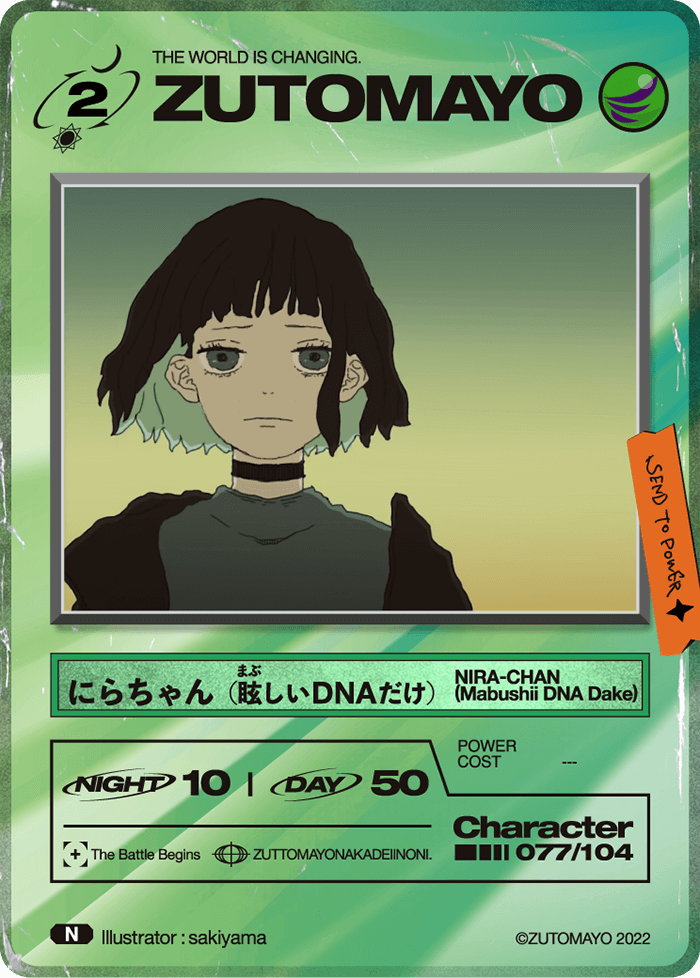 THE WORLD IS CHANGING.
2 ZUTOMAYO
SEND TO POWER
まぶ
にらちゃん（眩しいDNAだけ）
NIRA-CHAN
(Mabushii DNA Dake)
NIGHT 10 | DAY 50
POWER
COST ---
The Battle Begins ZUTTOMAYONAKADEIINONI.
Character
077/104
N Illustrator : sakiyama
©ZUTOMAYO 2022